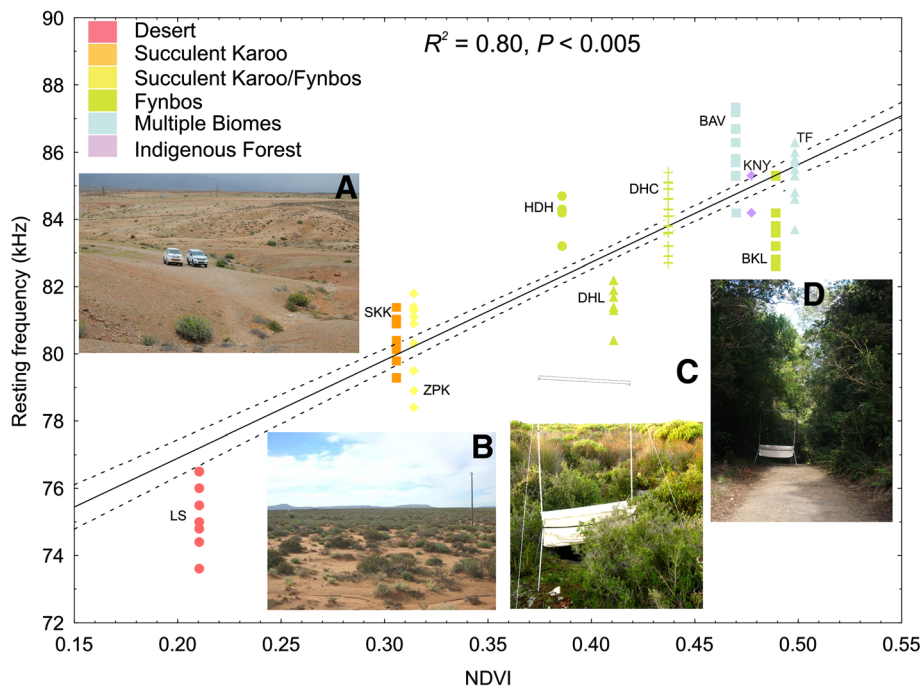 90
88
86
84
82
80
78
76
74
72
Resting frequency (kHz)
Desert
Succulent Karoo
Succulent Karoo/Fynbos
Fynbos
Multiple Biomes
Indigenous Forest
R² = 0.80, P < 0.005
A
BAV
TF
KNY
DHC
HDH
BKL
DHL
D
SKK
C
ZPK
B
LS
0.15 0.20 0.25 0.30 0.35 0.40 0.45 0.50 0.55
NDVI